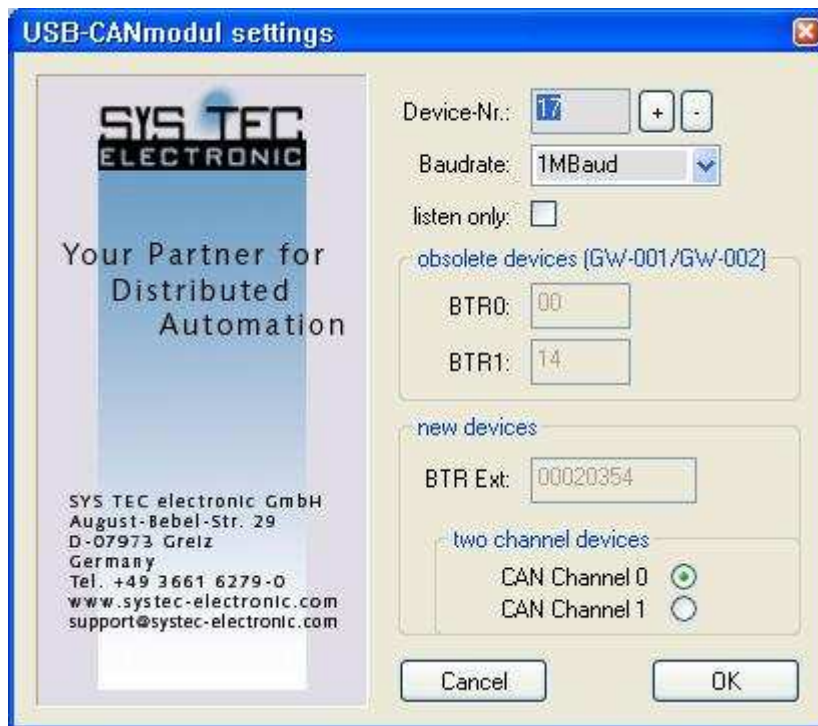 USB-CANmodul settings
SYS TEC
ELECTRONIC
Your Partner for
Distributed
Automation
SYS TEC electronic GmbH
August-Bebel-Str. 29
D-07973 Greiz
Germany
Tel. +49 3661 6279-0
www.systec-electronic.com
support@systec-electronic.com
Device-Nr.: 17 + -
Baudrate: 1MBaud
listen only:
obsolete devices (GW-001/GW-002)
BTR0: 00
BTR1: 14
new devices
BTR Ext: 00020354
two channel devices
CAN Channel 0
CAN Channel 1
Cancel OK